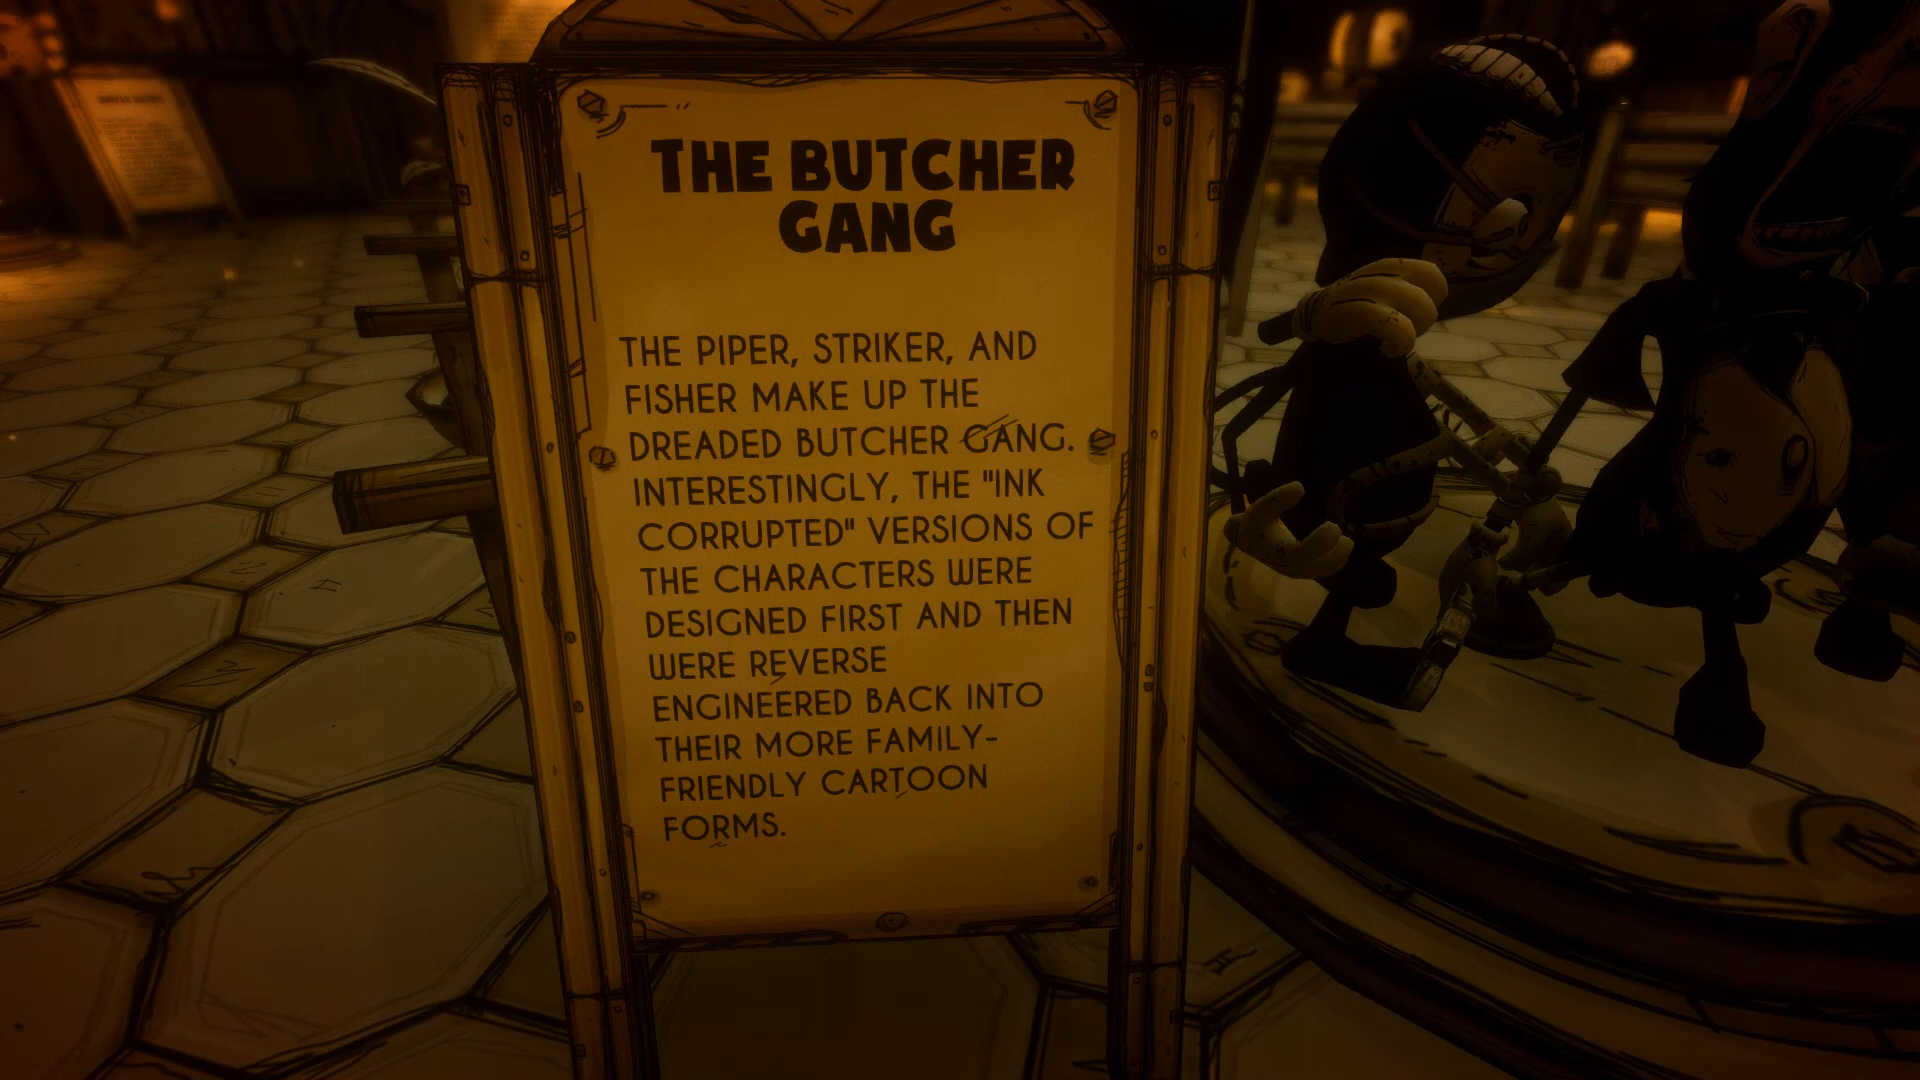 THE BUTCHER
GANG
THE PIPER, STRIKER, AND
FISHER MAKE UP THE
DREADED BUTCHER GANG.
INTERESTINGLY, THE "INK
CORRUPTED" VERSIONS OF
THE CHARACTERS WERE
DESIGNED FIRST AND THEN
WERE REVERSE
ENGINEERED BACK INTO
THEIR MORE FAMILY-
FRIENDLY CARTOON
FORMS.